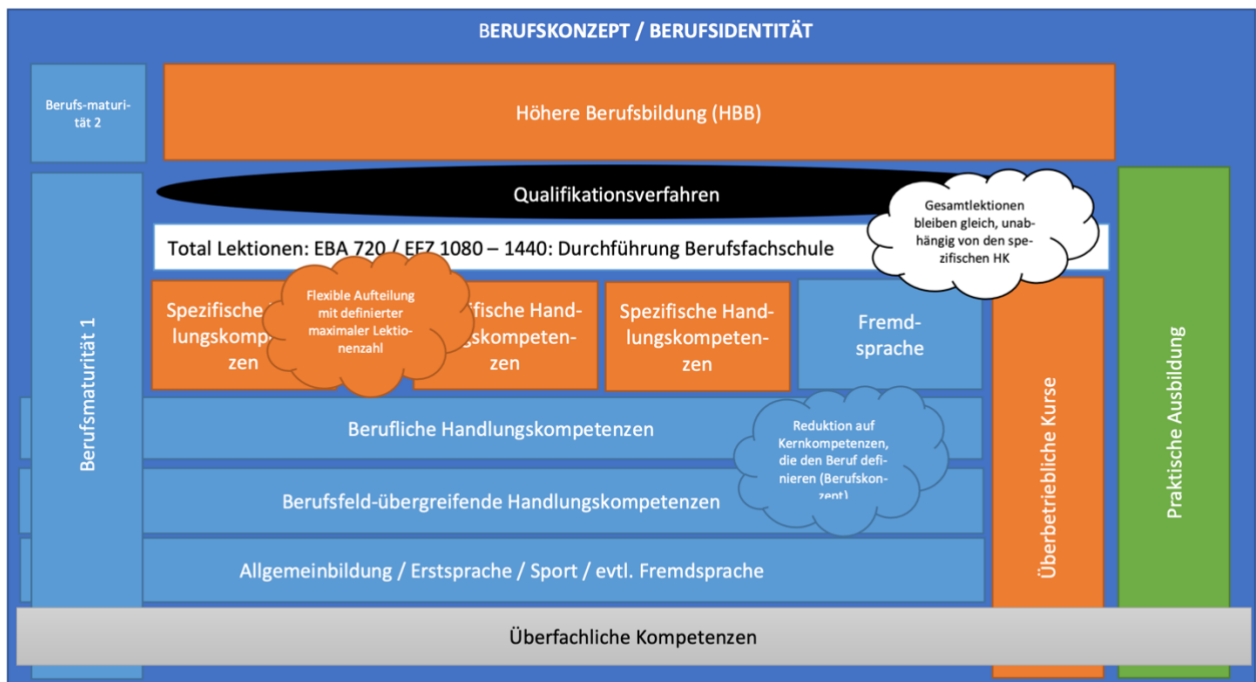 BERUFSKONZEPT / BERUFSIDENTITÄT
Berufs-maturi-
tät 2
Höhere Berufsbildung (HBB)
Qualifikationsverfahren
Gesamtlektionen
bleiben gleich, unab-
hängig von den spe-
zifischen HK
Total Lektionen: EBA 720 / EFZ 1080 – 1440: Durchführung Berufsfachschule
Flexible Aufteilung
mit definierter
maximaler Lektio-
nenzahl
Spezifische
lungskomp
zen
ifische Hand-
gskompeten-
zen
Spezifische Hand-
lungskompeten-
zen
Fremd-
sprache
Berufsmaturität 1
Berufliche Handlungskompetenzen
Reduktion auf
Kernkompetenzen,
die den Beruf defi-
nieren (Berufskon-
zept)
Berufsfeld-übergreifende Handlungskompetenzen
Allgemeinbildung / Erstsprache / Sport / evtl. Fremdsprache
Überbetriebliche Kurse
Praktische Ausbildung
Überfachliche Kompetenzen